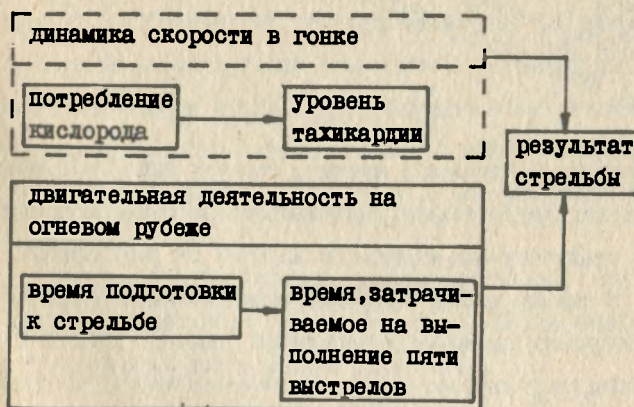 динамика скорости в гонке
потребление
кислорода
уровень
тахикардии
результат
стрельбы
двигательная деятельность на
огневом рубеже
время подготовки
к стрельбе
время,затрачи-
ваемое на вы-
полнение пяти
выстрелов